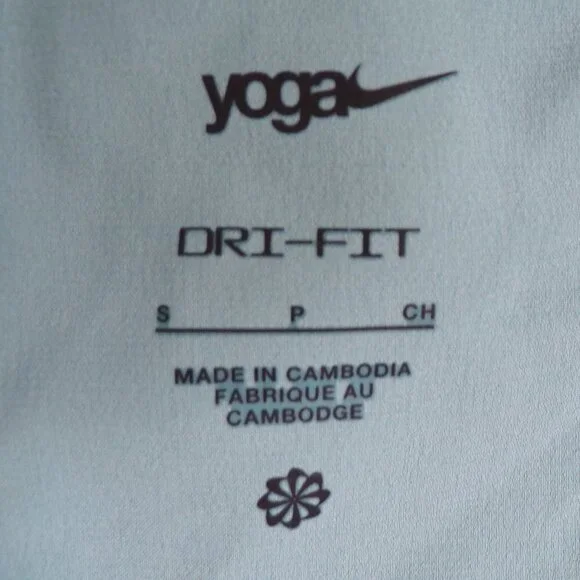 yoga
DRI-FIT
S P CH
MADE IN CAMBODIA
FABRIQUE AU
CAMBODGE